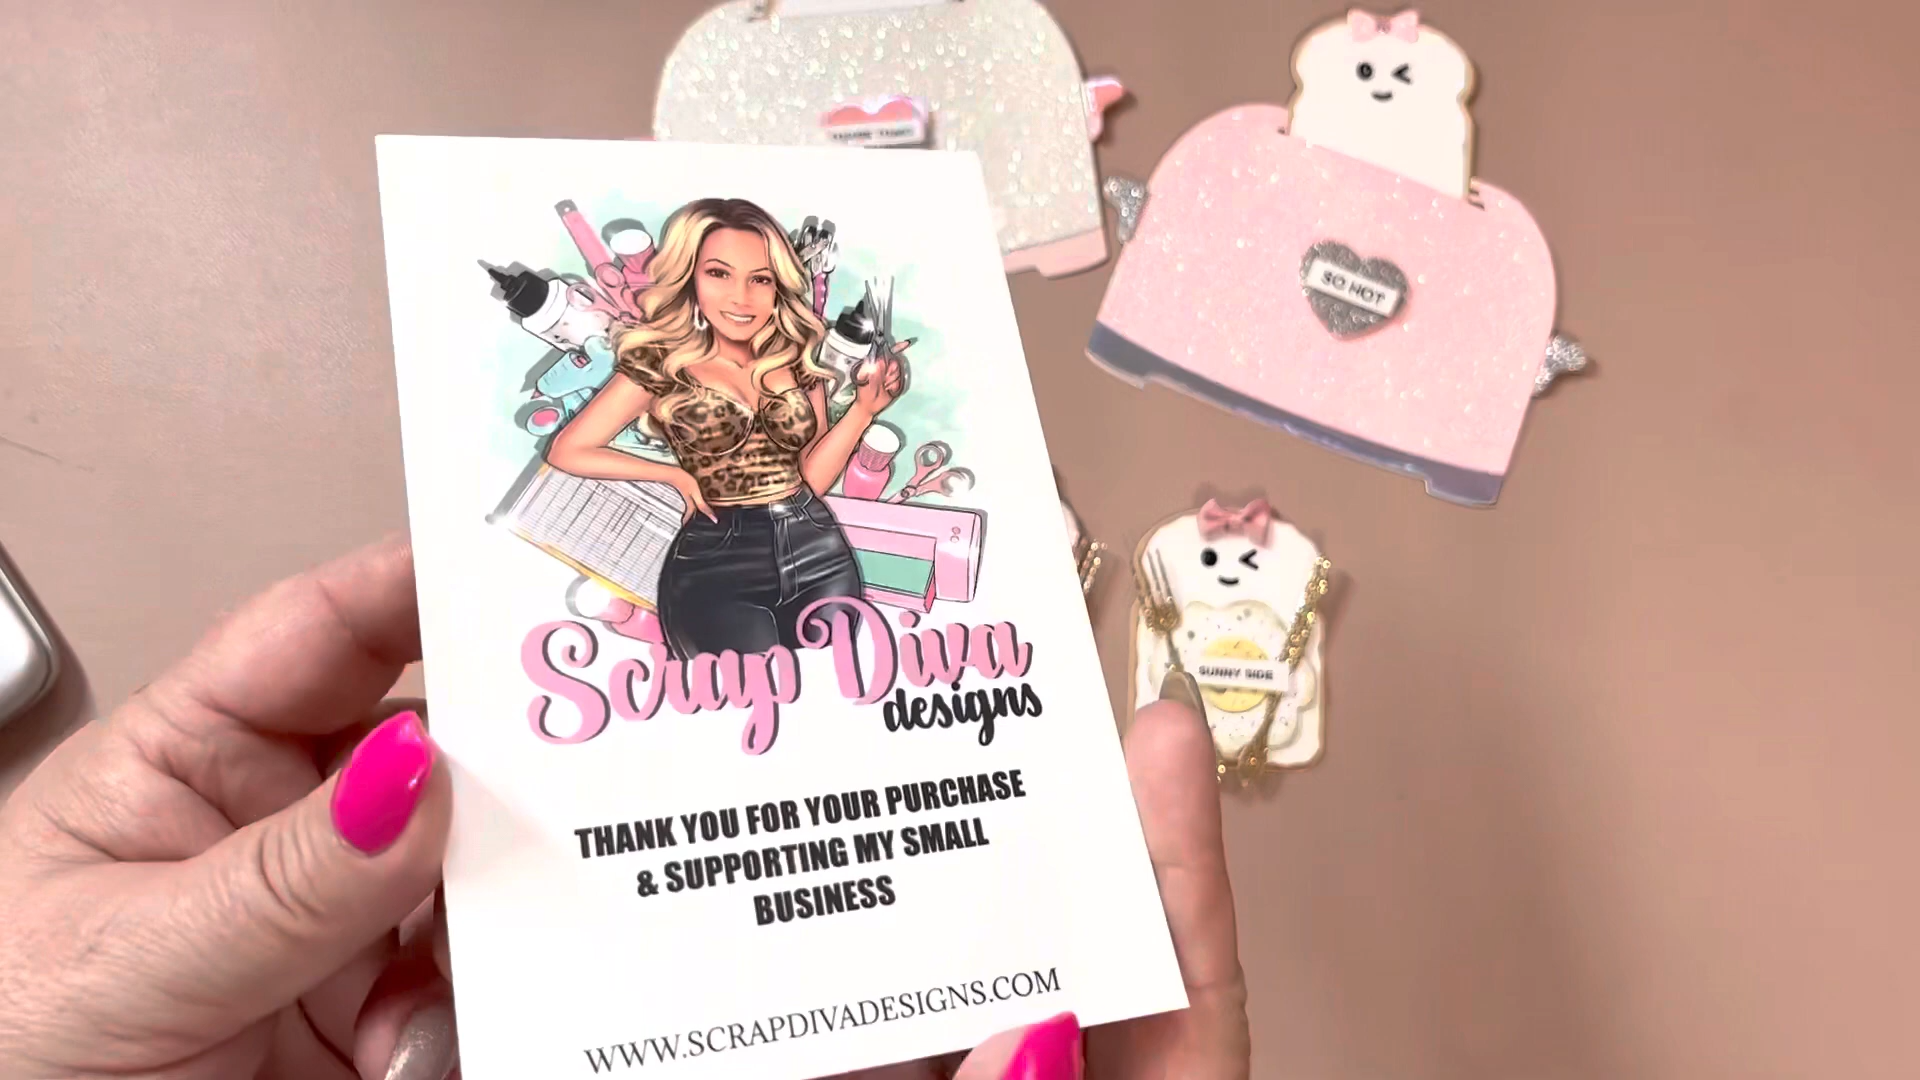 SO HOT
Scrap Diva
designs
SUNNY SIDE
THANK YOU FOR YOUR PURCHASE
& SUPPORTING MY SMALL
BUSINESS
WWW.SCRAPDIVADESIGNS.COM